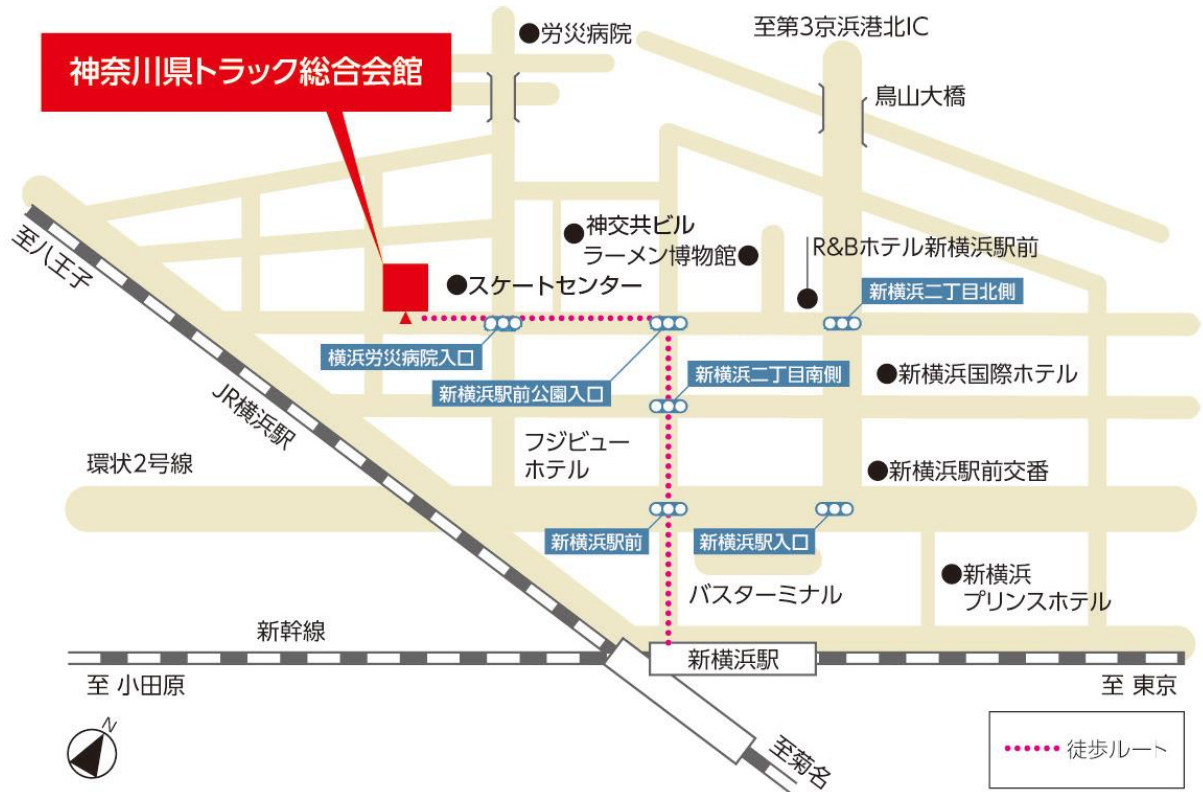 労災病院
至第3京浜港北IC
神奈川県トラック総合会館
鳥山大橋
神交共ビル
ラーメン博物館
R&Bホテル新横浜駅前
至八王子
スケートセンター
新横浜二丁目北側
横浜労災病院入口
新横浜駅前公園入口
新横浜二丁目南側
新横浜国際ホテル
JR横浜駅
フジビュー
ホテル
環状2号線
新横浜駅前交番
新横浜駅前
新横浜駅入口
バスターミナル
新横浜
プリンスホテル
新幹線
新横浜駅
至 小田原
至 東京
N
至菊名
徒歩ルート